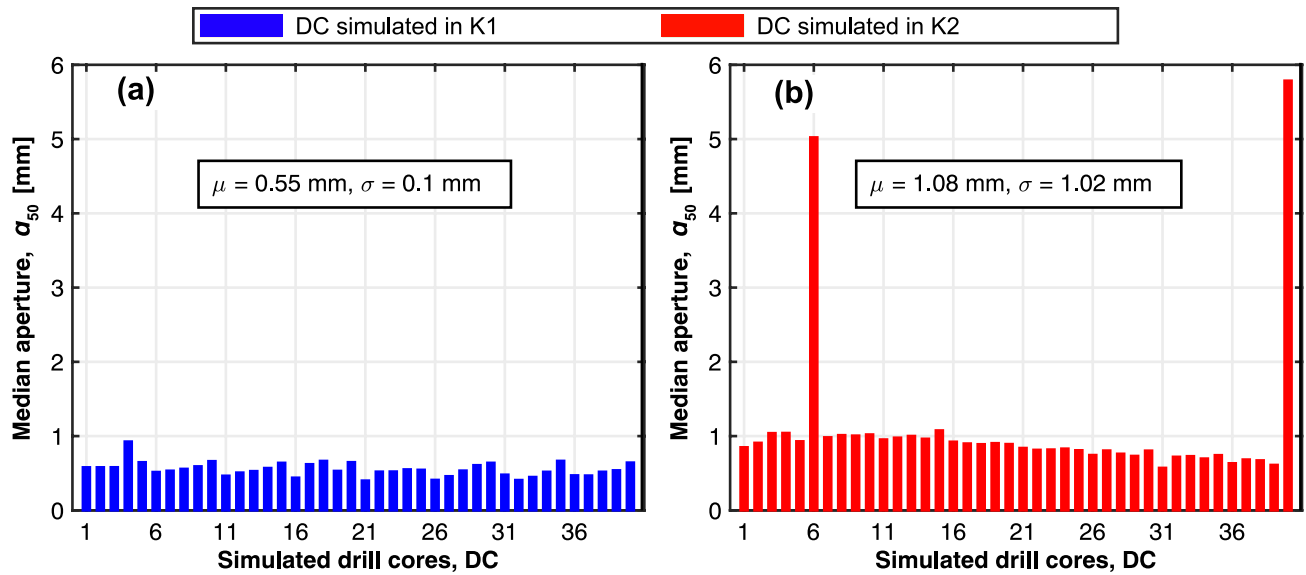 DC simulated in K1 DC simulated in K2
(a)
6
5
4
3
2
1
0
Median aperture, α₅₀ [mm]
μ = 0.55 mm, σ = 0.1 mm
1 6 11 16 21 26 31 36
Simulated drill cores, DC
(b)
6
5
4
3
2
1
0
Median aperture, α₅₀ [mm]
μ = 1.08 mm, σ = 1.02 mm
1 6 11 16 21 26 31 36
Simulated drill cores, DC